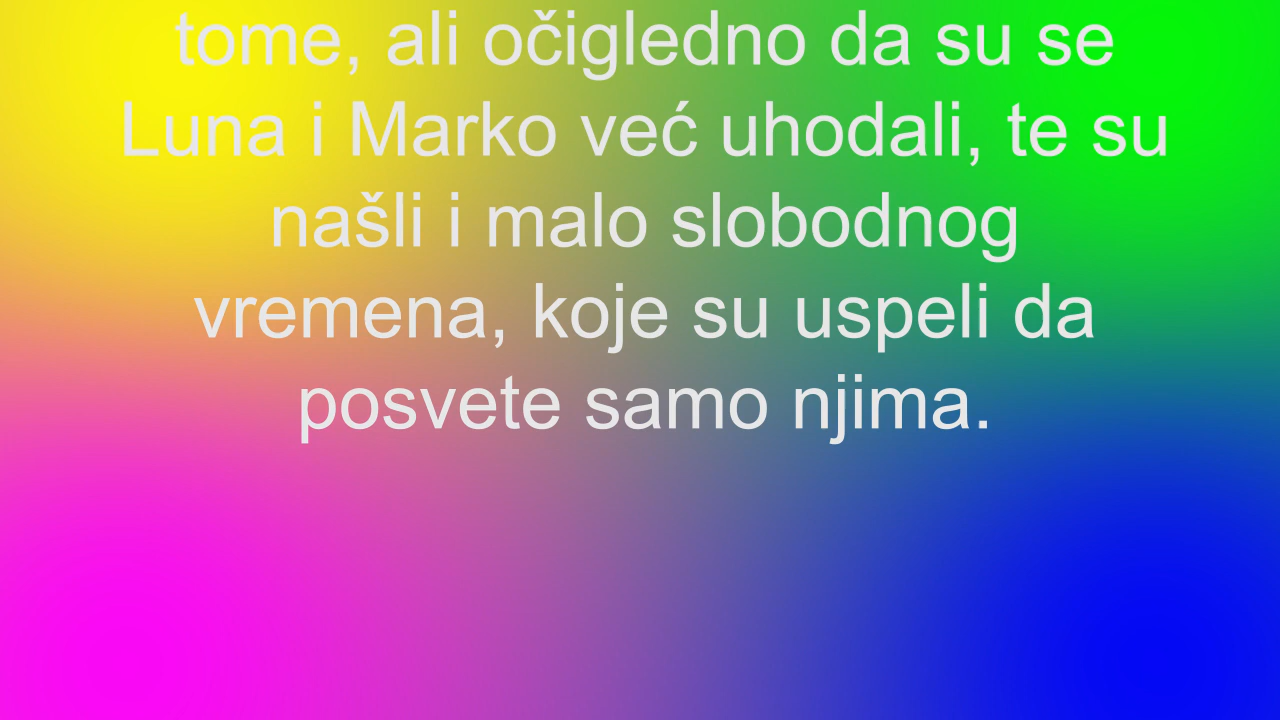 tome, ali očigledno da su se
Luna i Marko već uhodali, te su
našli i malo slobodnog
vremena, koje su uspeli da
posvete samo njima.